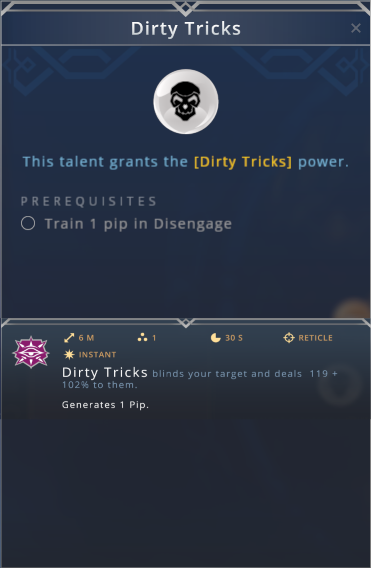 Dirty Tricks
This talent grants the [Dirty Tricks] power.
PREREQUISITES
Train 1 pip in Disengage
6 M 1 30 S RETICLE
INSTANT
Dirty Tricks blinds your target and deals 119 +
102% to them.
Generates 1 Pip.